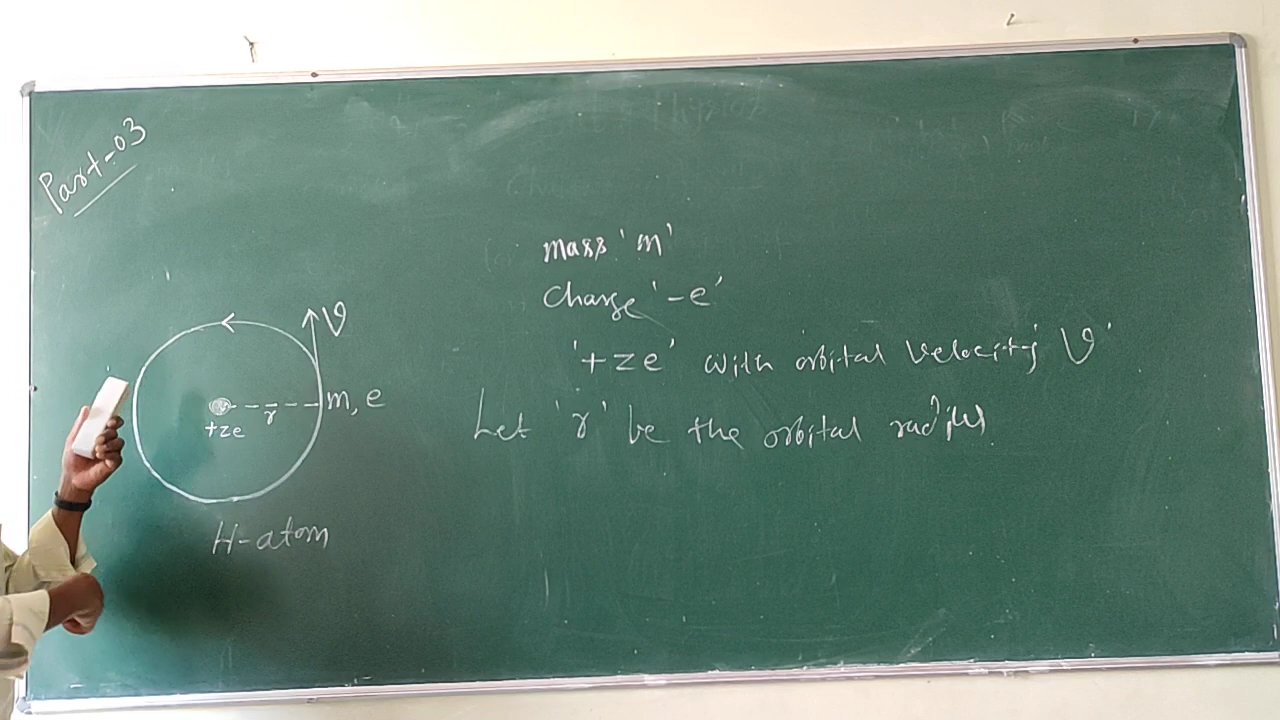 Part-03
mass 'm'
Charge '-e'
'+ze' with orbital velocity V'
Let 'r' be the orbital radius.
V
m, e
r
+ze
H-atom